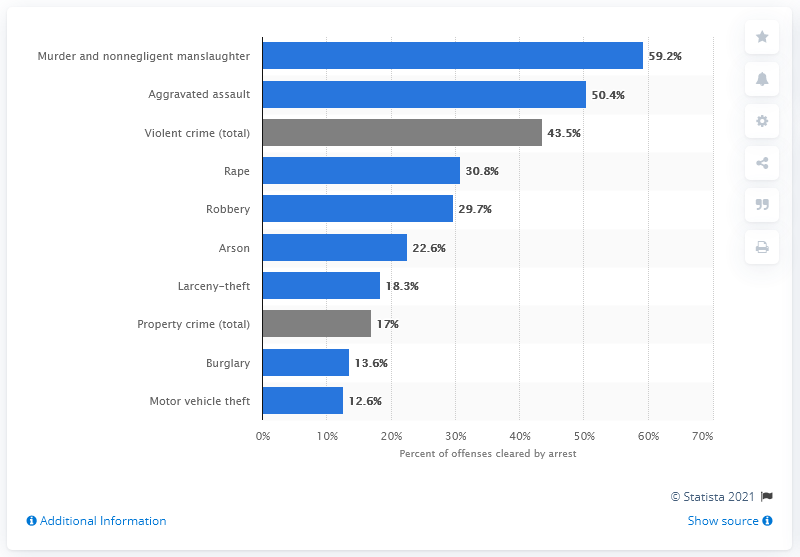 Murder and nonnegligent manslaughter 59.2%
Aggravated assault 50.4%
Violent crime (total) 43.5%
Rape 30.8%
Robbery 29.7%
Arson 22.6%
Larceny-theft 18.3%
Property crime (total) 17%
Burglary 13.6%
Motor vehicle theft 12.6%
0% 10% 20% 30% 40% 50% 60% 70%
Percent of offenses cleared by arrest
© Statista 2021
Additional Information Show source